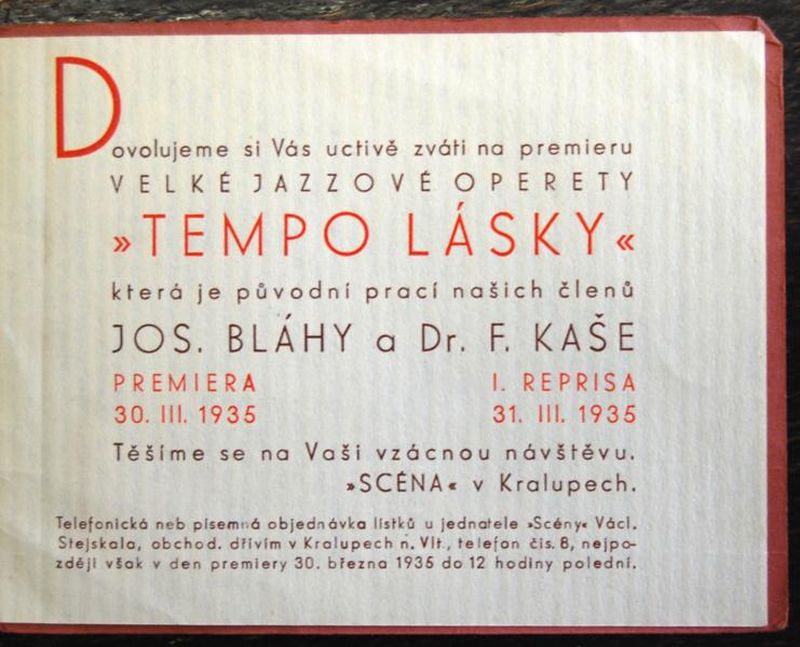 Dovolujeme si Vás uctivě zváti na premieru
VELKÉ JAZZOVÉ OPERETY
»TEMPO LÁSKY«
která je původní prací našich členů
JOS. BLÁHY a Dr. F. KAŠE
PREMIERA I. REPRISA
30. III. 1935 31. III. 1935
Těšíme se na Vaši vzácnou návštěvu.
»SCÉNA« v Kralupech.
Telefonická neb písemná objednávka lístků u jednatele »Scény« Václ.
Stejskala, obchod. dřívím v Kralupech n. Vlt., telefon čís. 8, nejpo-
zději však v den premiery 30. března 1935 do 12 hodiny polední.